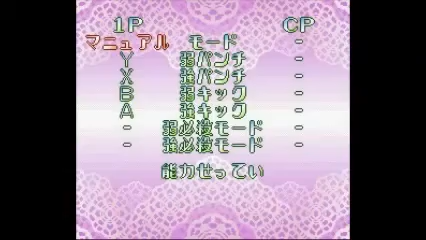 1P CP
マニュアル モード -
Y 弱パンチ -
X 強パンチ -
B 弱キック -
A 強キック -
- 弱必殺モード -
- 強必殺モード -
能力せってい